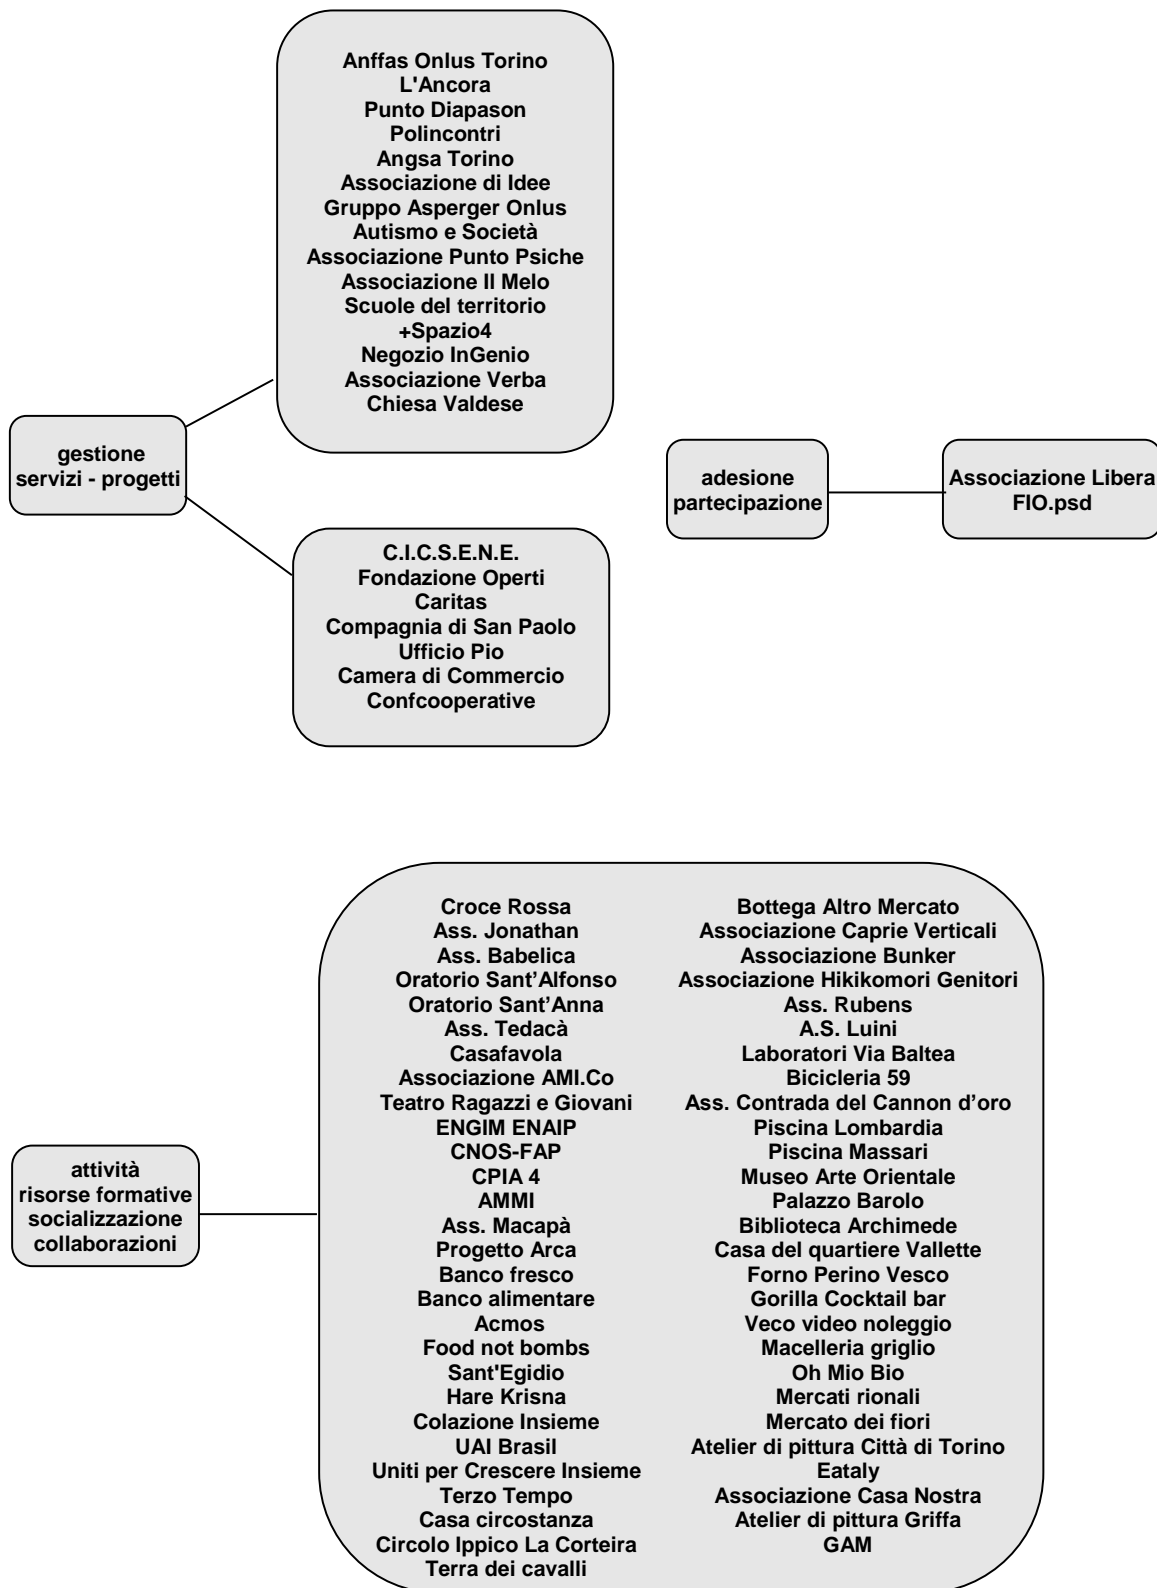 Anffas Onlus Torino
L'Ancora
Punto Diapason
Polincontri
Angsa Torino
Associazione di Idee
Gruppo Asperger Onlus
Autismo e Società
Associazione Punto Psiche
Associazione Il Melo
Scuole del territorio
+Spazio4
Negozio InGenio
Associazione Verba
Chiesa Valdese
gestione
servizi - progetti
C.I.C.S.E.N.E.
Fondazione Operti
Caritas
Compagnia di San Paolo
Ufficio Pio
Camera di Commercio
Confcooperative
adesione
partecipazione
Associazione Libera
FIO.psd
attività
risorse formative
socializzazione
collaborazioni
Croce Rossa
Ass. Jonathan
Ass. Babelica
Oratorio Sant’Alfonso
Oratorio Sant’Anna
Ass. Tedacà
Casafavola
Associazione AMI.Co
Teatro Ragazzi e Giovani
ENGIM ENAIP
CNOS-FAP
CPIA 4
AMMI
Ass. Macapà
Progetto Arca
Banco fresco
Banco alimentare
Acmos
Food not bombs
Sant'Egidio
Hare Krisna
Colazione Insieme
UAI Brasil
Uniti per Crescere Insieme
Terzo Tempo
Casa circostanza
Circolo Ippico La Corteira
Terra dei cavalli
Bottega Altro Mercato
Associazione Caprie Verticali
Associazione Bunker
Associazione Hikikomori Genitori
Ass. Rubens
A.S. Luini
Laboratori Via Baltea
Bicicleria 59
Ass. Contrada del Cannon d’oro
Piscina Lombardia
Piscina Massari
Museo Arte Orientale
Palazzo Barolo
Biblioteca Archimede
Casa del quartiere Vallette
Forno Perino Vesco
Gorilla Cocktail bar
Veco video noleggio
Macelleria griglio
Oh Mio Bio
Mercati rionali
Mercato dei fiori
Atelier di pittura Città di Torino
Eataly
Associazione Casa Nostra
Atelier di pittura Griffa
GAM